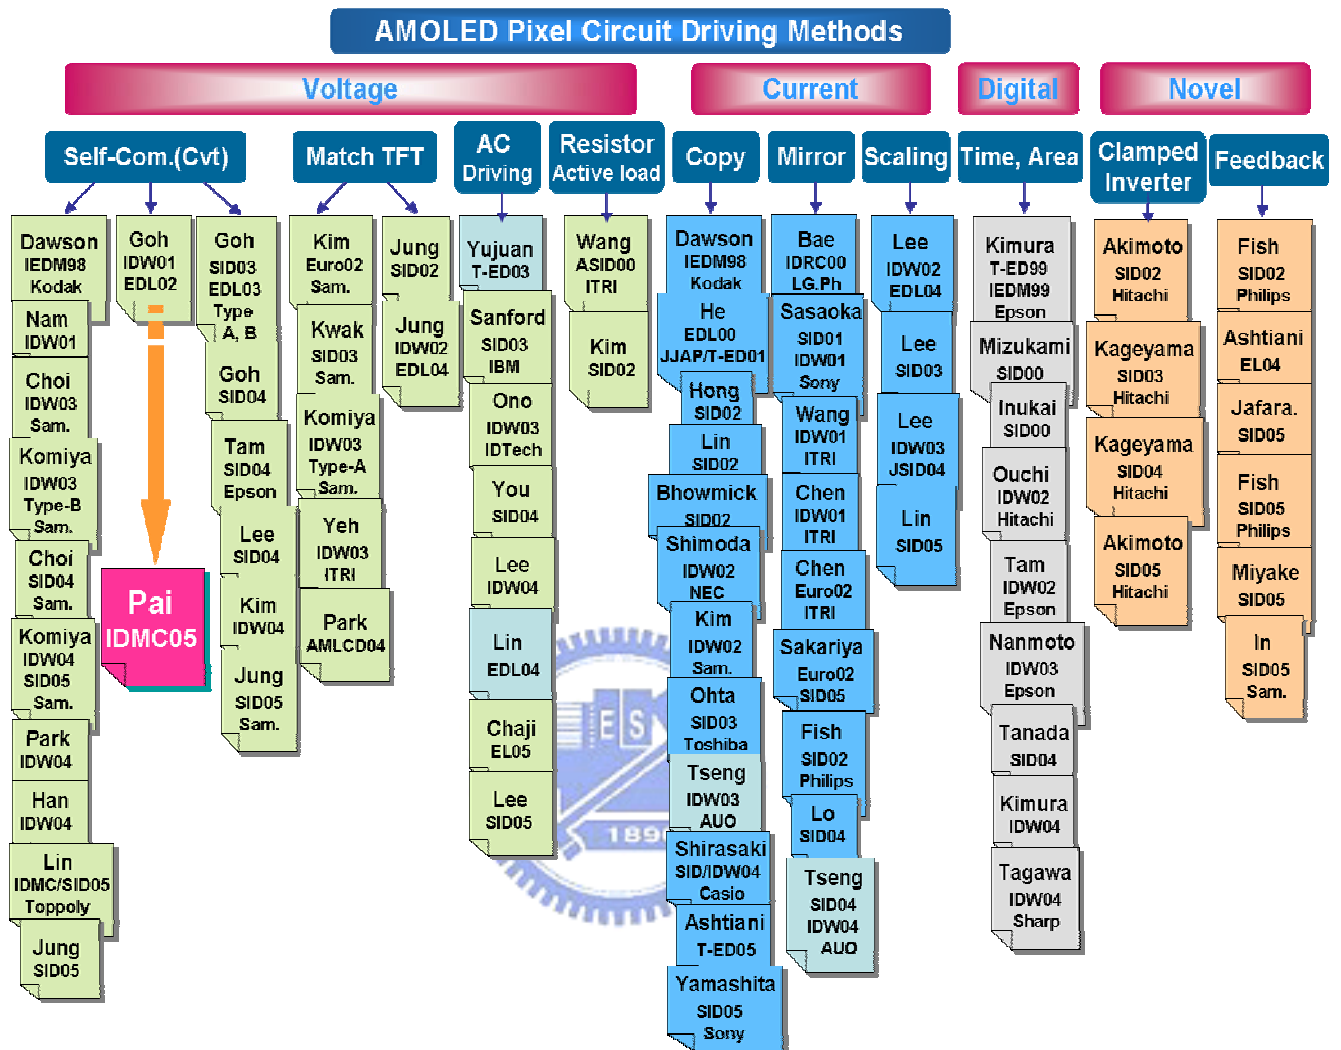 AMOLED Pixel Circuit Driving Methods
Voltage
Current
Digital
Novel
Self-Com.(Cvt)
Match TFT
AC
Driving
Resistor
Active load
Copy
Mirror
Scaling
Time, Area
Clamped
Inverter
Feedback
Dawson
IEDM98
Kodak
Nam
IDW01
Choi
IDW03
Sam.
Komiya
IDW03
Type-B
Sam.
Choi
SID04
Sam.
Komiya
IDW04
SID05
Sam.
Park
IDW04
Han
IDW04
Lin
IDMC/SID05
Toppoly
Jung
SID05
Goh
IDW01
EDL02
Pai
IDMC05
Goh
SID03
EDL03
Type
A, B
Goh
SID04
Tam
SID04
Epson
Lee
SID04
Kim
IDW04
Jung
SID05
Sam.
Kim
Euro02
Sam.
Kwak
SID03
Sam.
Komiya
IDW03
Type-A
Sam.
Yeh
IDW03
ITRI
Park
AMLCD04
Jung
SID02
Jung
IDW02
EDL04
Yujuan
T-ED03
Sanford
SID03
IBM
Ono
IDW03
IDTech
You
SID04
Lee
IDW04
Lin
EDL04
Chaji
EL05
Lee
SID05
Wang
ASID00
ITRI
Kim
SID02
Dawson
IEDM98
Kodak
He
EDL00
JJAP/T-ED01
Hong
SID02
Lin
SID02
Bhowmick
SID02
Shimoda
IDW02
NEC
Kim
IDW02
Sam.
Ohta
SID03
Toshiba
Tseng
IDW03
AUO
Shirasaki
SID/IDW04
Casio
Ashtiani
T-ED05
Yamashita
SID05
Sony
Bae
IDRC00
LG.Ph
Sasaoka
SID01
IDW01
Sony
Wang
IDW01
ITRI
Chen
IDW01
ITRI
Chen
Euro02
ITRI
Sakariya
Euro02
SID05
Fish
SID02
Philips
Lo
SID04
Tseng
SID04
IDW04
AUO
Lee
IDW02
EDL04
Lee
SID03
Lee
IDW03
JSID04
Lin
SID05
Kimura
T-ED99
IEDM99
Epson
Mizukami
SID00
Inukai
SID00
Ouchi
IDW02
Hitachi
Tam
IDW02
Epson
Nanmoto
IDW03
Epson
Tanada
SID04
Kimura
IDW04
Tagawa
IDW04
Sharp
Akimoto
SID02
Hitachi
Kageyama
SID03
Hitachi
Kageyama
SID04
Hitachi
Akimoto
SID05
Hitachi
Fish
SID02
Philips
Ashtiani
EL04
Jafara.
SID05
Fish
SID05
Philips
Miyake
SID05
In
SID05
Sam.
ES
189